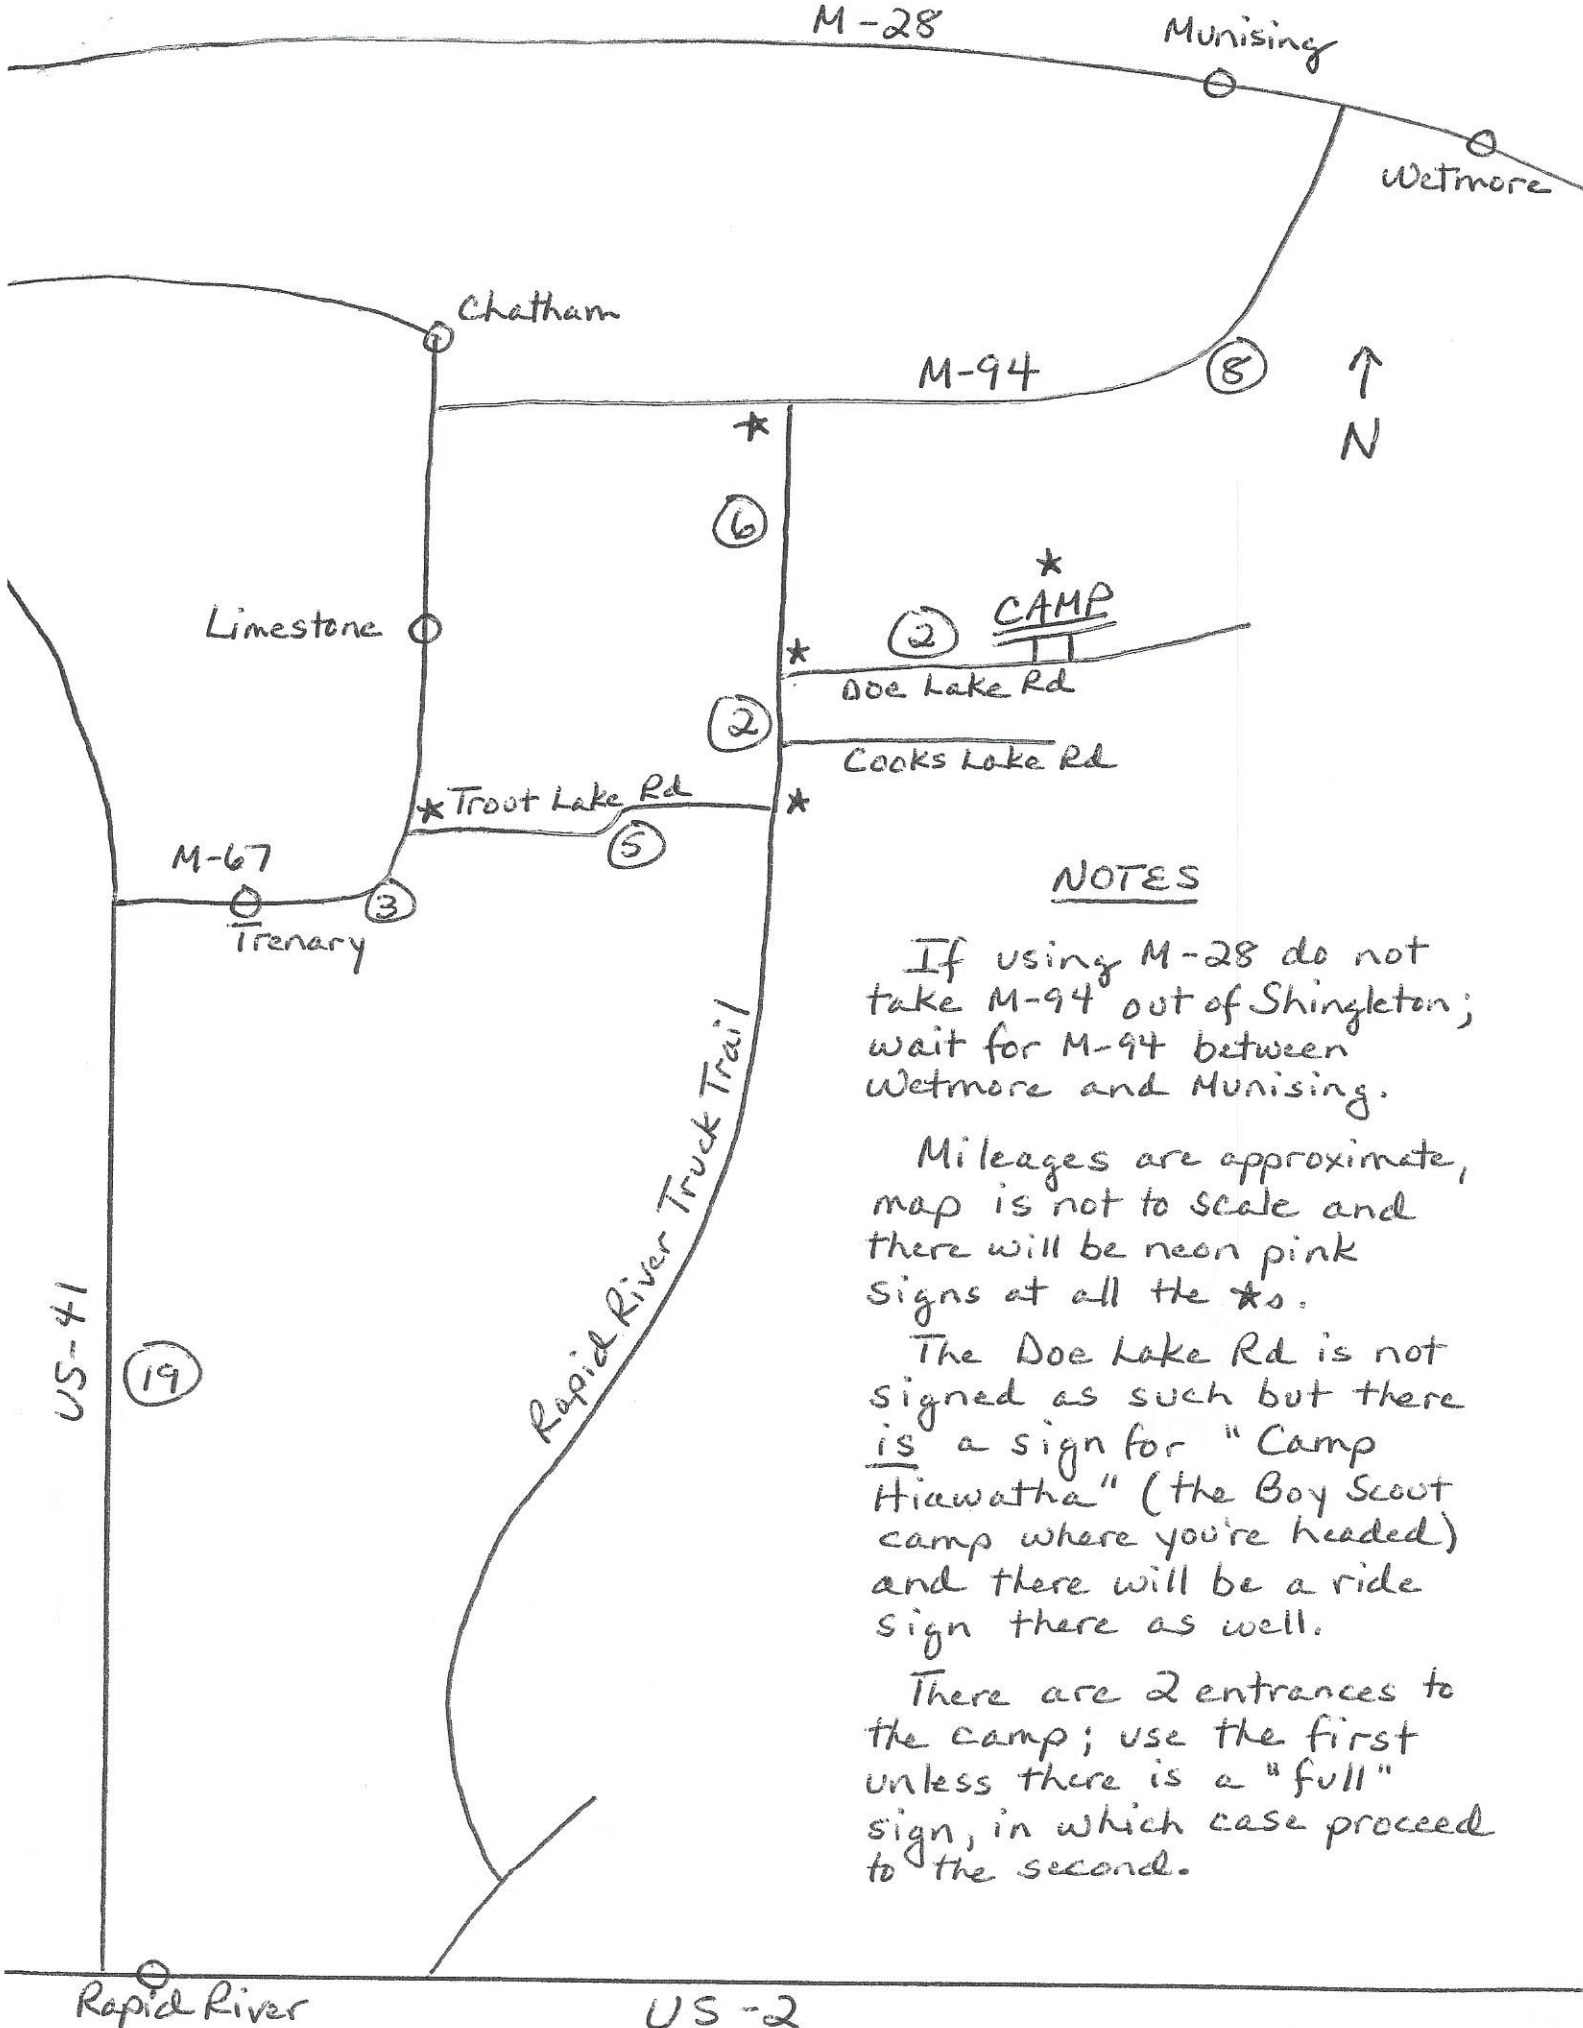 M-28
Munising
Wetmore
Chatham
M-94
8
N
★
6
★
CAMP
Limestone
2
★
Doe Lake Rd
2
Cooks Lake Rd
★ Trout Lake Rd
★
5
M-67
3
Trenary
NOTES
If using M-28 do not
take M-94 out of Shingleton;
wait for M-94 between
Wetmore and Munising.
Mileages are approximate,
map is not to scale and
there will be neon pink
signs at all the ★s.
The Doe Lake Rd is not
signed as such but there
is a sign for "Camp
Hiawatha" (the Boy Scout
camp where you're headed)
and there will be a ride
sign there as well.
There are 2 entrances to
the camp; use the first
unless there is a "full"
sign, in which case proceed
to the second.
Rapid River Truck Trail
US-41
19
Rapid River
US-2